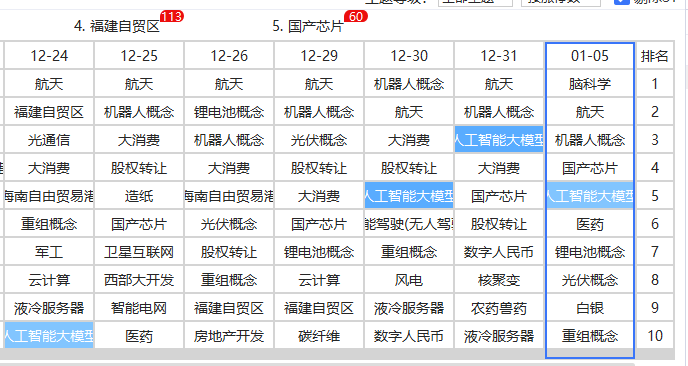 4. 福建自贸区 113 5. 国产芯片 60
12-24 12-25 12-26 12-29 12-30 12-31 01-05 排名
航天 航天 航天 航天 机器人概念 航天 脑科学 1
福建自贸区 机器人概念 锂电池概念 机器人概念 航天 机器人概念 航天 2
光通信 大消费 机器人概念 光伏概念 大消费 人工智能大模型 机器人概念 3
大消费 股权转让 大消费 股权转让 股权转让 大消费 国产芯片 4
海南自由贸易港 造纸 海南自由贸易港 大消费 人工智能大模型 国产芯片 人工智能大模型 5
重组概念 国产芯片 光伏概念 国产芯片 能驾驶(无人驾 股权转让 医药 6
军工 卫星互联网 股权转让 锂电池概念 重组概念 数字人民币 锂电池概念 7
云计算 西部大开发 重组概念 云计算 风电 核聚变 光伏概念 8
液冷服务器 智能电网 福建自贸区 福建自贸区 液冷服务器 农药兽药 白银 9
人工智能大模型 医药 房地产开发 碳纤维 数字人民币 液冷服务器 重组概念 10